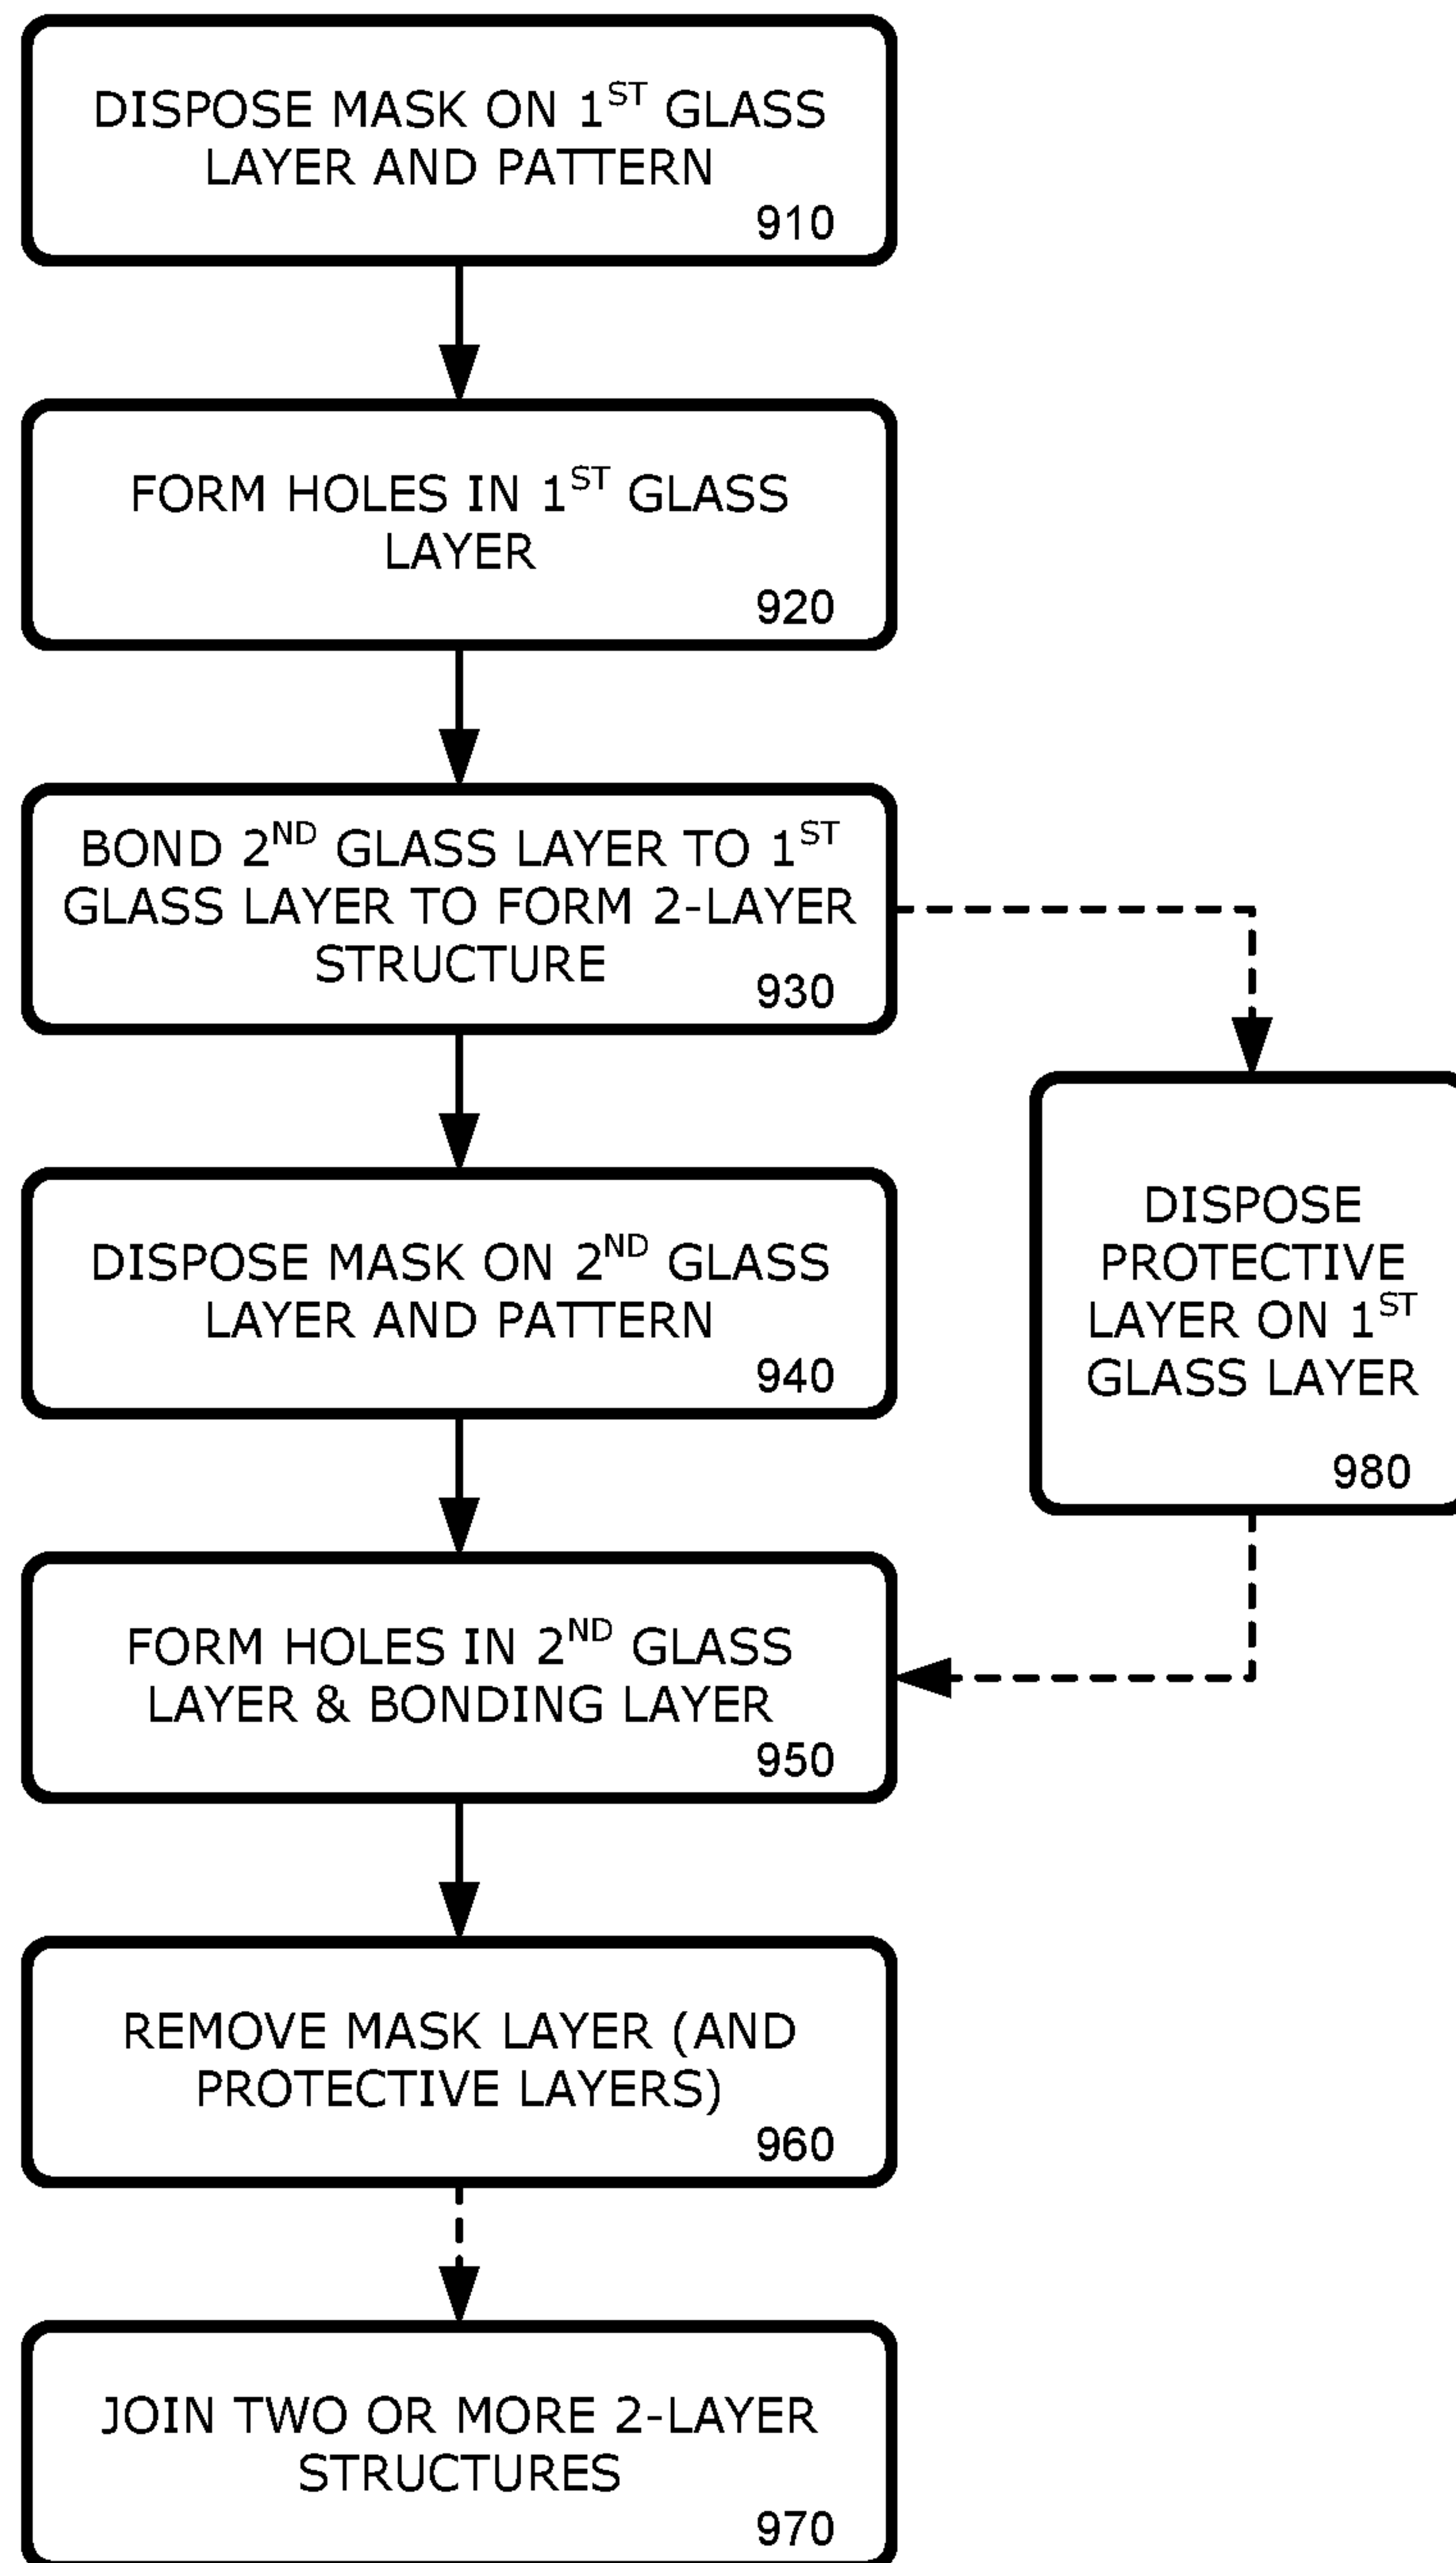 DISPOSE MASK ON 1ST GLASS
LAYER AND PATTERN
910
FORM HOLES IN 1ST GLASS
LAYER
920
BOND 2ND GLASS LAYER TO 1ST
GLASS LAYER TO FORM 2-LAYER
STRUCTURE
930
DISPOSE MASK ON 2ND GLASS
LAYER AND PATTERN
940
DISPOSE
PROTECTIVE
LAYER ON 1ST
GLASS LAYER
980
FORM HOLES IN 2ND GLASS
LAYER & BONDING LAYER
950
REMOVE MASK LAYER (AND
PROTECTIVE LAYERS)
960
JOIN TWO OR MORE 2-LAYER
STRUCTURES
970